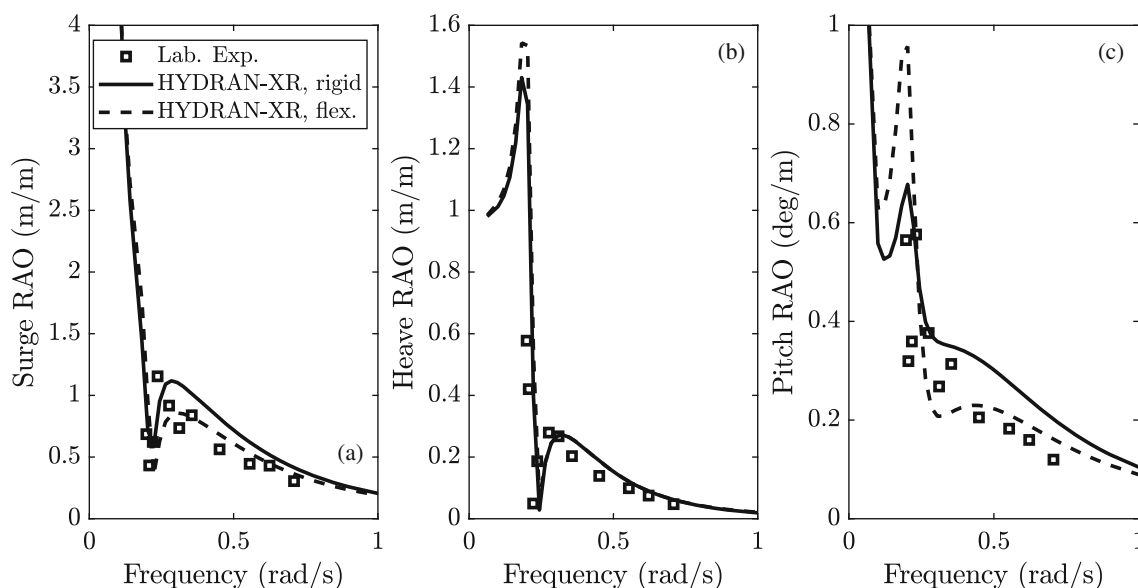 4
3.5
3
2.5
2
1.5
1
0.5
0
Surge RAO (m/m)
Lab. Exp.
HYDRAN-XR, rigid
HYDRAN-XR, flex.
(a)
0
0.5
1
Frequency (rad/s)
1.6
1.4
1.2
1
0.8
0.6
0.4
0.2
0
Heave RAO (m/m)
(b)
0
0.5
1
Frequency (rad/s)
1
0.8
0.6
0.4
0.2
0
Pitch RAO (deg/m)
(c)
0
0.5
1
Frequency (rad/s)